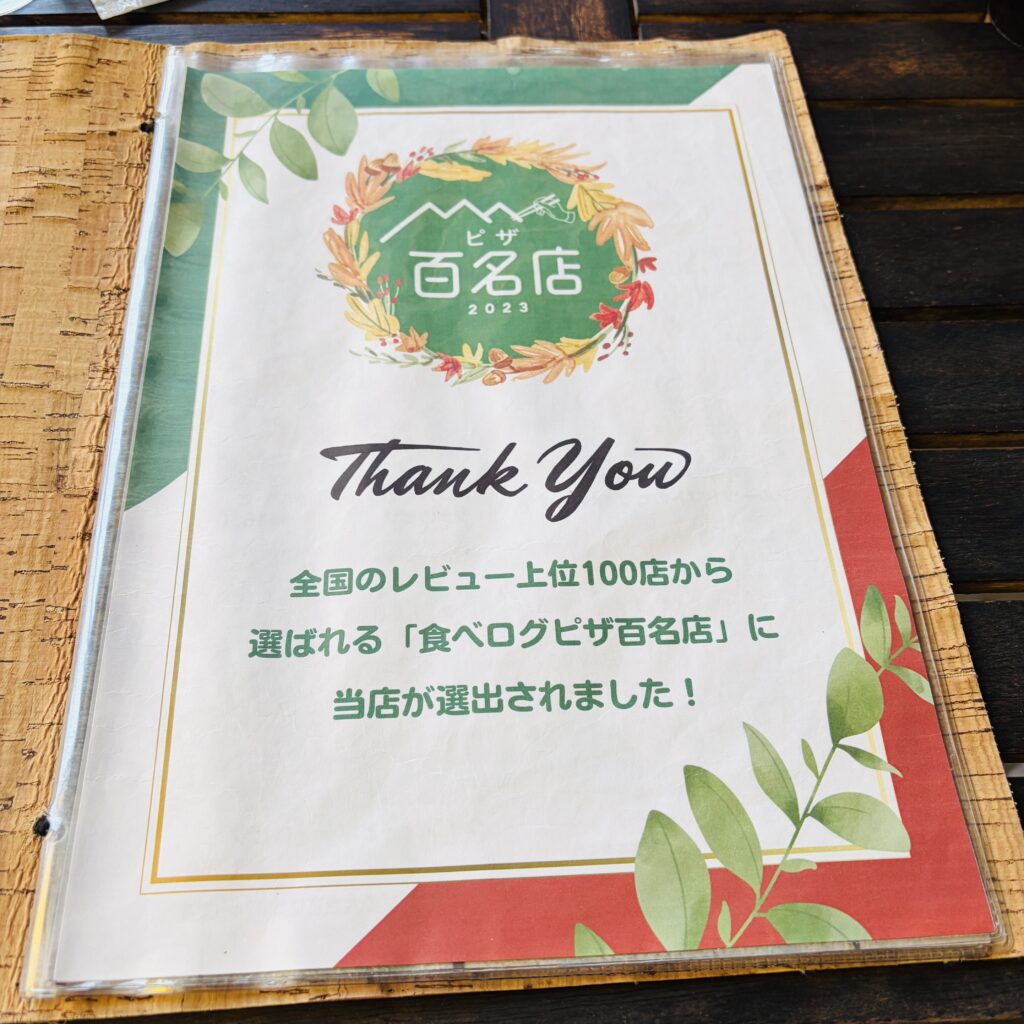 ピザ
百名店
2023
Thank You
全国のレビュー上位100店から
選ばれる「食べログピザ百名店」に
当店が選出されました！